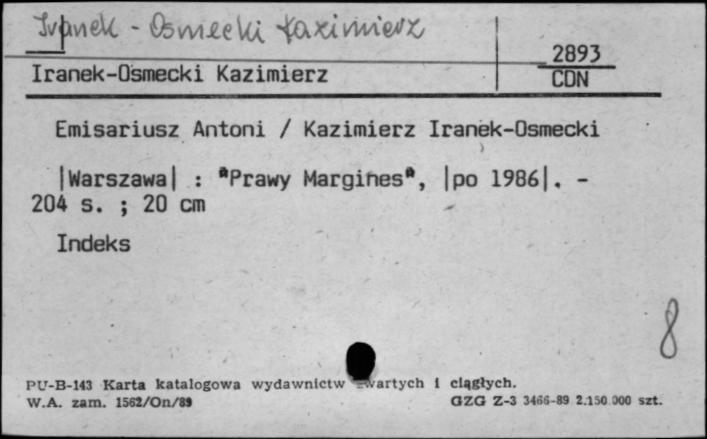 Iranek - Osmecki Kazimierz
2893
Iranek-Osmecki Kazimierz
CDN
Emisariusz Antoni / Kazimierz Iranek-Osmecki
|Warszawa| : "Prawy Margines", |po 1986|. -
204 s. ; 20 cm
Indeks
8
PU-B-143 Karta katalogowa wydawnictw zwartych i ciągłych.
W.A. zam. 1562/On/89 GZG Z-3 3466-89 2.150.000 szt.